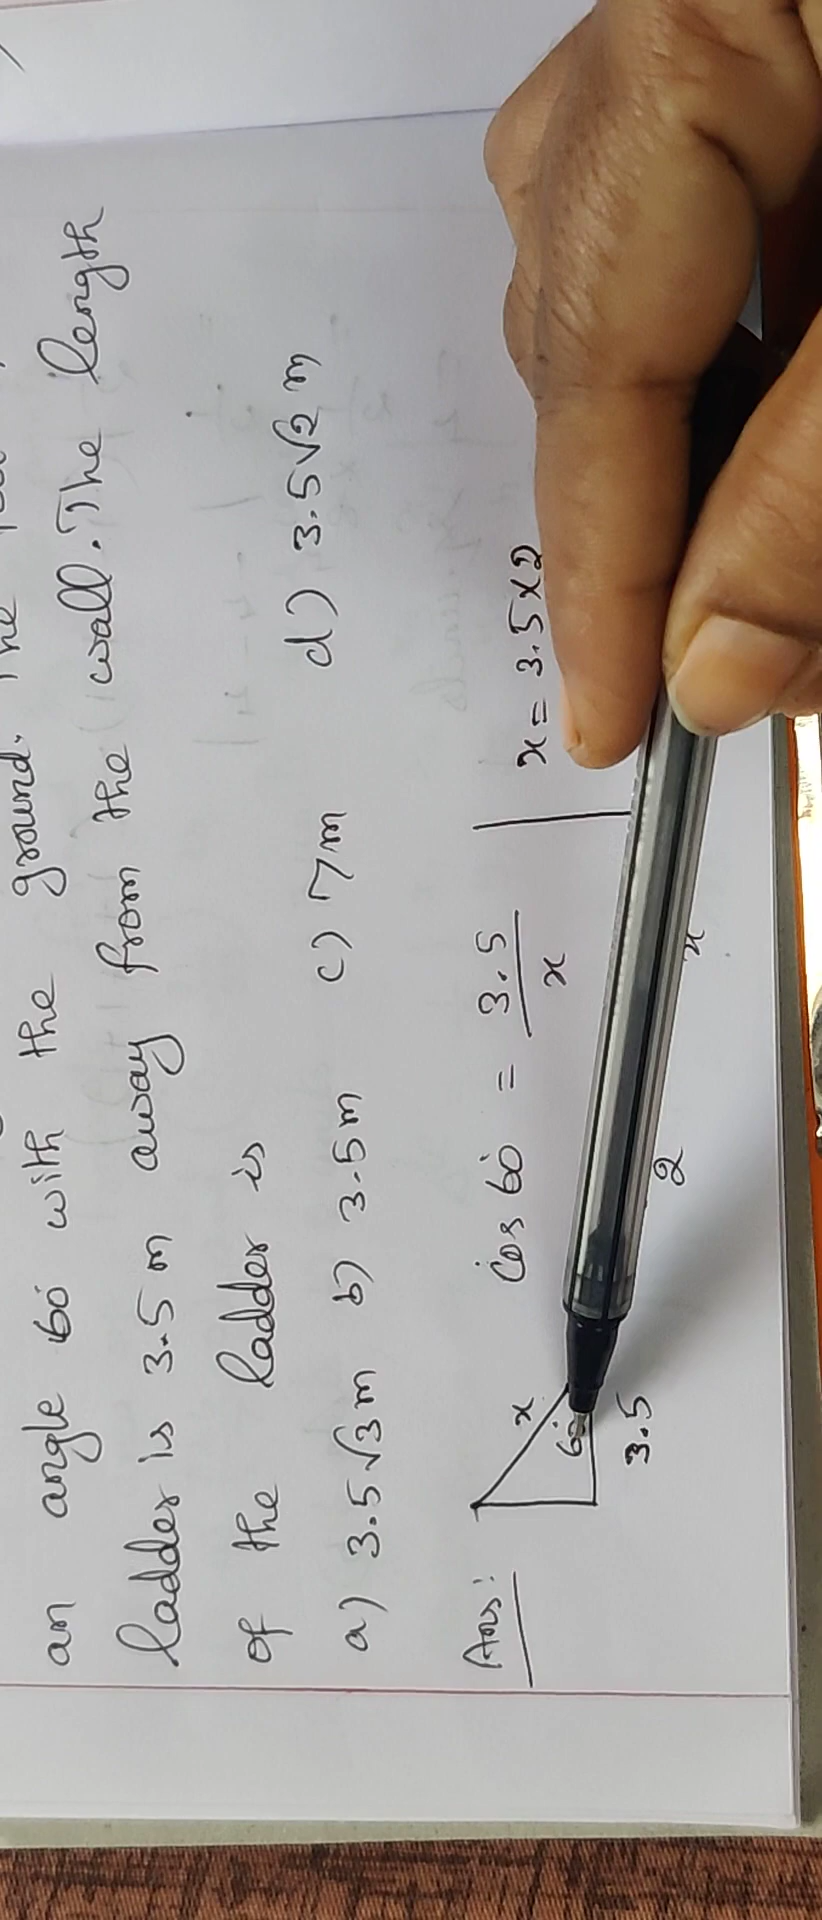 an angle 60° with the ground. The
ladder is 3.5 m away from the wall. The length
of the ladder is
a) 3.5√3 m b) 3.5 m c) 7 m d) 3.5√2 m
Ans:
x
60°
3.5
cos 60° = 3.5/x
2
x
x = 3.5 x 2